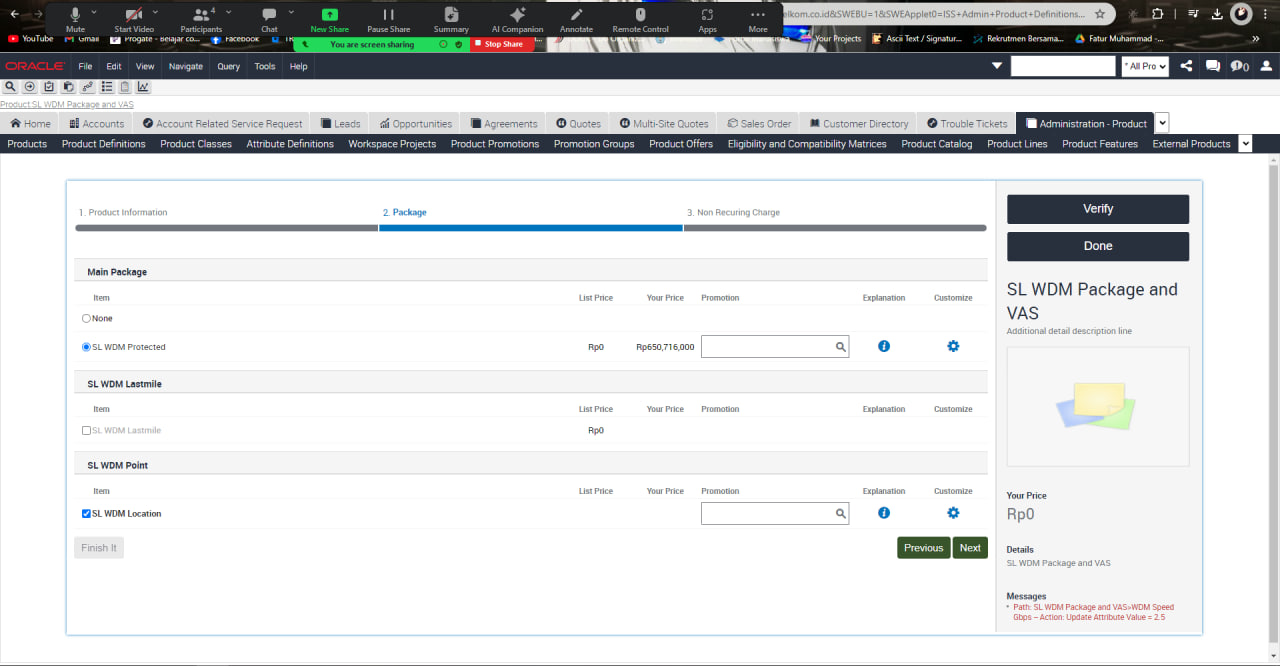 Mute
Start Video
4
Participants
Chat
New Share
Pause Share
Summary
AI Companion
Annotate
Remote Control
Apps
More
elkom.co.id&SWEBU=1&SWEApplet0=ISS+Admin+Product+Definitions...
YouTube
Gmail
Progate - Belajar co...
Facebook
Your Projects
Ascii Text / Signatur...
Rekrutmen Bersama...
Fatur Muhammad -...
»
You are screen sharing
Stop Share
ORACLE
File
Edit
View
Navigate
Query
Tools
Help
* All Pro
0
Product:SL WDM Package and VAS
Home
Accounts
Account Related Service Request
Leads
Opportunities
Agreements
Quotes
Multi-Site Quotes
Sales Order
Customer Directory
Trouble Tickets
Administration - Product
Products
Product Definitions
Product Classes
Attribute Definitions
Workspace Projects
Product Promotions
Promotion Groups
Product Offers
Eligibility and Compatibility Matrices
Product Catalog
Product Lines
Product Features
External Products
1. Product Information
2. Package
3. Non Recuring Charge
Main Package
Item List Price Your Price Promotion Explanation Customize
None
SL WDM Protected Rp0 Rp650,716,000
SL WDM Lastmile
Item List Price Your Price Promotion Explanation Customize
SL WDM Lastmile Rp0
SL WDM Point
Item List Price Your Price Promotion Explanation Customize
SL WDM Location
Finish It
Previous
Next
Verify
Done
SL WDM Package and
VAS
Additional detail description line
Your Price
Rp0
Details
SL WDM Package and VAS
Messages
Path: SL WDM Package and VAS»WDM Speed
Gbps – Action: Update Attribute Value = 2.5